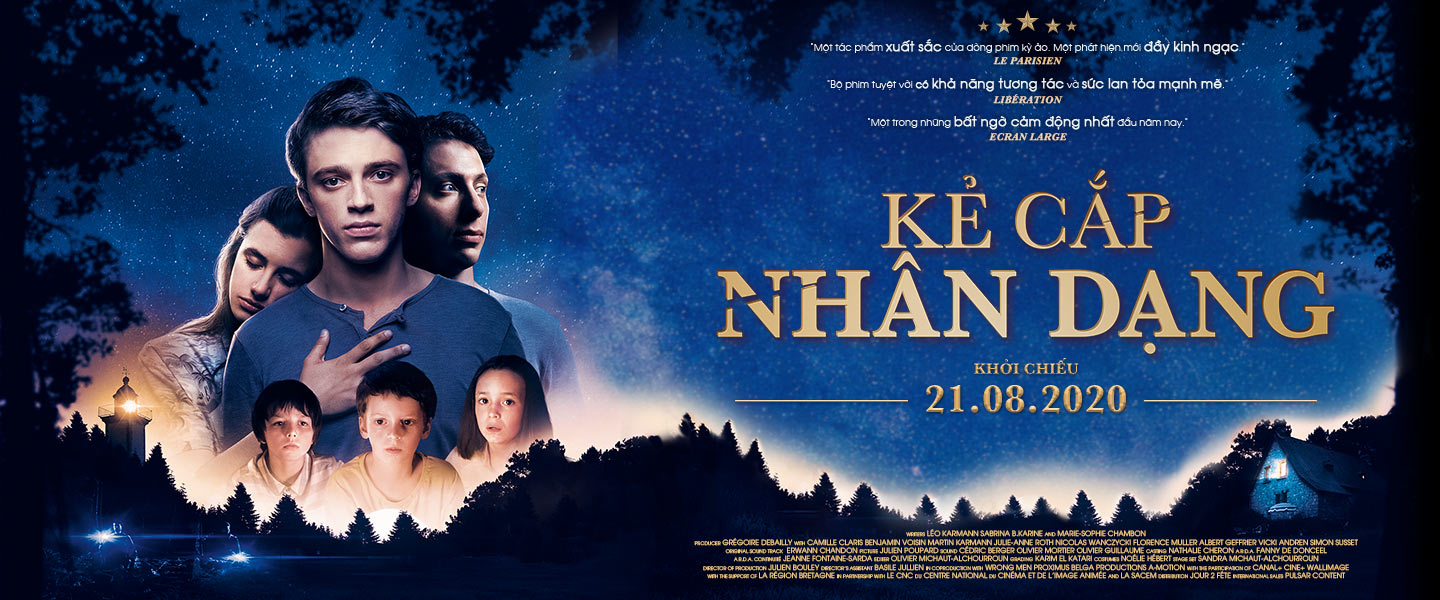 "Một tác phẩm xuất sắc của dòng phim kỳ ảo. Một phát hiện mới đầy kinh ngạc."
LE PARISIEN
"Bộ phim tuyệt vời có khả năng tương tác và sức lan tỏa mạnh mẽ."
LIBÉRATION
"Một trong những bất ngờ cảm động nhất đầu năm nay."
ECRAN LARGE
KẺ CẮP
NHÂN DẠNG
KHỞI CHIẾU
21.08.2020
WRITERS LÉO KARMANN SABRINA B.KARINE AND MARIE-SOPHIE CHAMBON
PRODUCER GRÉGOIRE DEBAILLY WITH CAMILLE CLARIS BENJAMIN VOISIN MARTIN KARMANN JULIE-ANNE ROTH NICOLAS WANCZYCKI FLORENCE MULLER ALBERT GEFFRIER VICKI ANDREN SIMON SUSSET
ORIGINAL SOUND TRACK ERWANN CHANDON PICTURE JULIEN POUPARD SOUND CÉDRIC BERGER OLIVIER MORTIER OLIVIER GUILLAUME CASTING NATHALIE CHERON A.R.D.A. FANNY DE DONCEEL
A.R.D.A. CONTINUITÉ JEANNE FONTAINE-SARDA EDITER OLIVIER MICHAUT-ALCHOURROUN GRADING KARIM EL KATARI COSTUMES NOÉLIE HÉBERT STAGE SET SANDRA MICHAUT-ALCHOURROUN
DIRECTOR OF PRODUCTION JULIEN BOULEY DIRECTOR'S ASSISTANT BASILE JULLIEN IN COPRODUCTION WITH WRONG MEN PROXIMUS BELGA PRODUCTIONS A-MOTION WITH THE PARTICIPATION OF CANAL+ CINE+ WALLIMAGE
WITH THE SUPPORT OF LA RÉGION BRETAGNE IN PARTNERSHIP WITH LE CNC DU CENTRE NATIONAL DU CINÉMA ET DE L'IMAGE ANIMÉE AND LA SACEM DISTRIBUTION JOUR 2 FÊTE INTERNATIONAL SALES PULSAR CONTENT